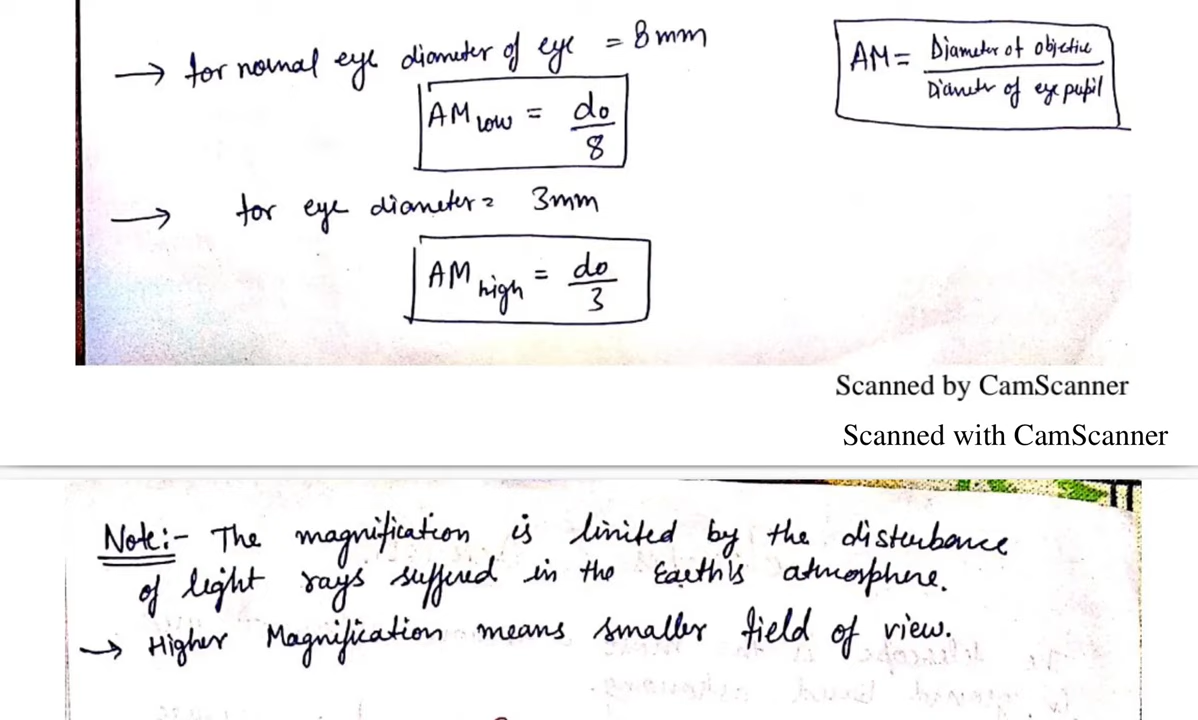 → for normal eye diameter of eye = 8mm
AM = Diameter of objective / Diameter of eye pupil
AM low = do / 8
→ for eye diameter = 3mm
AM high = do / 3
Scanned by CamScanner
Scanned with CamScanner
Note:- The magnification is limited by the disturbance
of light rays suffered in the Earth's atmosphere.
→ Higher Magnification means smaller field of view.